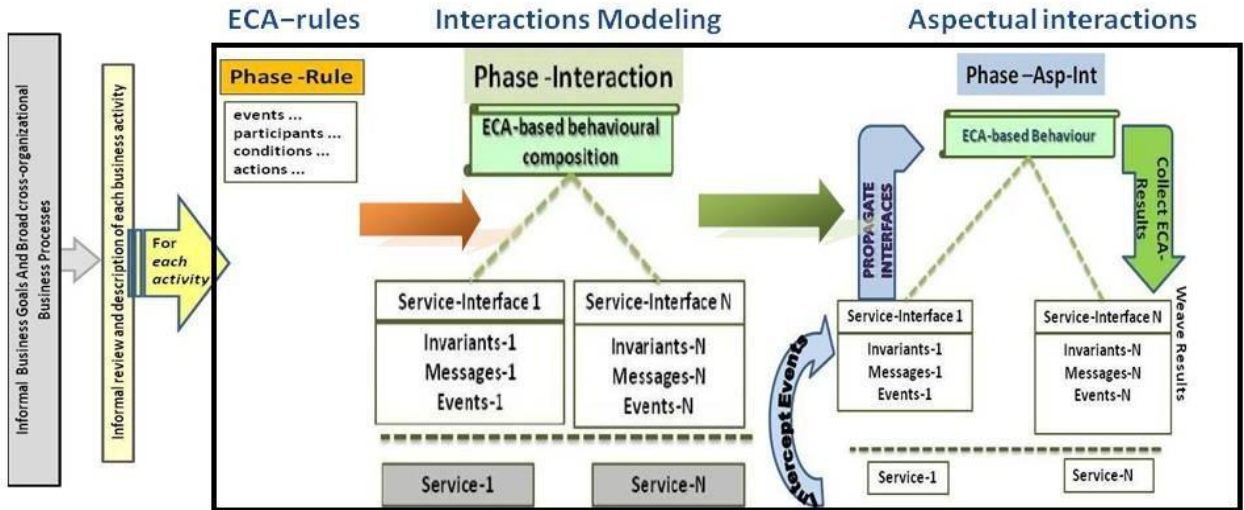 ECA–rules
Interactions Modeling
Aspectual interactions
Informal Business Goals And Broad cross-organizational
Business Processes
Informal review and description of each business activity
For
each
activity
Phase -Rule
events ...
participants ...
conditions ...
actions ...
Phase -Interaction
ECA-based behavioural
composition
Service-Interface 1
Invariants-1
Messages-1
Events-1
Service-Interface N
Invariants-N
Messages-N
Events-N
Service-1
Service-N
Phase–Asp-Int
ECA-based Behaviour
PROPAGATE
INTERFACES
Collect ECA-
Results
Weave Results
Intercept Events
Service-Interface 1
Invariants-1
Messages-1
Events-1
Service-Interface N
Invariants-N
Messages-N
Events-N
Service-1
Service-N